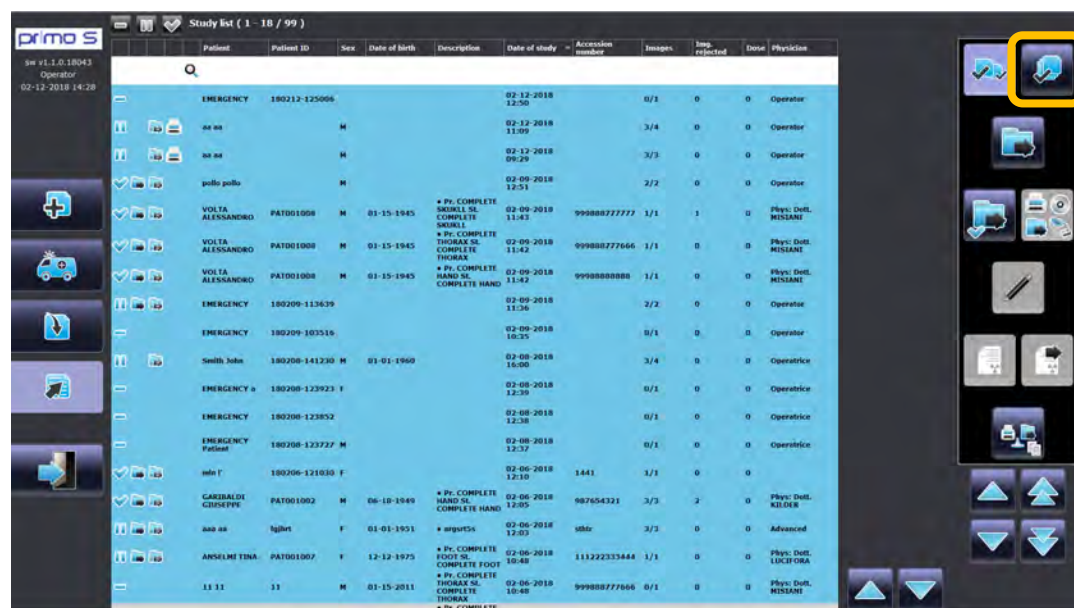 Study list ( 1 - 18 / 99 )
primo S
sw v1.1.0.18043
Operator
02-12-2018 14:28
Patient Patient ID Sex Date of birth Description Date of study Accession number Images Img. rejected Dose Physician
EMERGENCY 180212-125006 02-12-2018 12:50 0/1 0 0 Operator
aa aa M 02-12-2018 11:09 3/4 0 0 Operator
aa aa M 02-12-2018 09:29 3/3 0 0 Operator
pollo pollo M 02-09-2018 12:51 2/2 0 0 Operator
VOLTA ALESSANDRO PAT001008 M 01-15-1945 • Pr. COMPLETE SKUKLL SL COMPLETE SKUKLL 02-09-2018 11:43 999888777777 1/1 1 0 Phys: Dott. MISIANI
VOLTA ALESSANDRO PAT001008 M 01-15-1945 • Pr. COMPLETE THORAX SL COMPLETE THORAX 02-09-2018 11:42 999888777666 1/1 0 0 Phys: Dott. MISIANI
VOLTA ALESSANDRO PAT001008 M 01-15-1945 • Pr. COMPLETE HAND SL COMPLETE HAND 02-09-2018 11:42 99988888888 1/1 0 0 Phys: Dott. MISIANI
EMERGENCY 180209-113639 02-09-2018 11:36 2/2 0 0 Operator
EMERGENCY 180209-103516 02-09-2018 10:35 0/1 0 0 Operator
Smith John 180208-141230 M 01-01-1960 02-08-2018 16:00 3/4 0 0 Operatrice
EMERGENCY a 180208-123923 F 02-08-2018 12:39 0/1 0 0 Operatrice
EMERGENCY 180208-123852 02-08-2018 12:38 0/1 0 0 Operatrice
EMERGENCY Patient 180208-123727 M 02-08-2018 12:37 0/1 0 0 Operatrice
180206-121030 F 02-06-2018 12:10 1441 1/1 0 0
GARIBALDI GIUSEPPE PAT001002 M 06-10-1949 • Pr. COMPLETE HAND SL COMPLETE HAND 02-06-2018 12:05 987654321 3/3 2 0 Phys: Dott. KILDER
aaa aa F 01-01-1951 02-06-2018 12:03 3/3 0 0 Advanced
ANSELMI TINA PAT001007 F 12-12-1975 • Pr. COMPLETE FOOT SL COMPLETE FOOT 02-06-2018 10:48 111222333444 1/1 0 0 Phys: Dott. LUCIFORA
11 11 11 M 01-15-2011 • Pr. COMPLETE THORAX SL COMPLETE THORAX 02-06-2018 10:48 999888777666 0/1 0 0 Phys: Dott. MISIANI
• Pr. COMPLETE